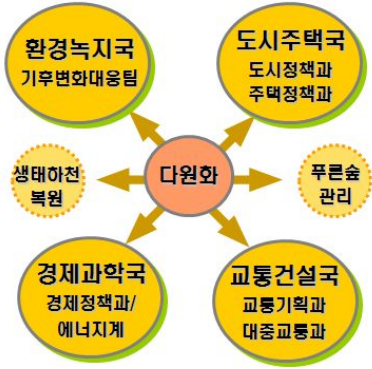 환경녹지국
기후변화대응팀
도시주택국
도시정책과
주택정책과
생태하천
복원
다원화
푸른숲
관리
경제과학국
경제정책과/
에너지계
교통건설국
교통기획과
대중교통과